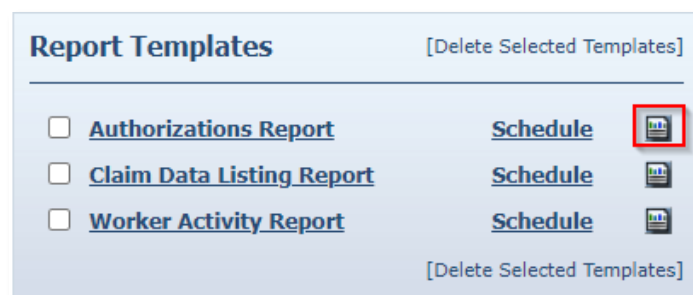 Report Templates [Delete Selected Templates]
Authorizations Report Schedule
Claim Data Listing Report Schedule
Worker Activity Report Schedule
[Delete Selected Templates]